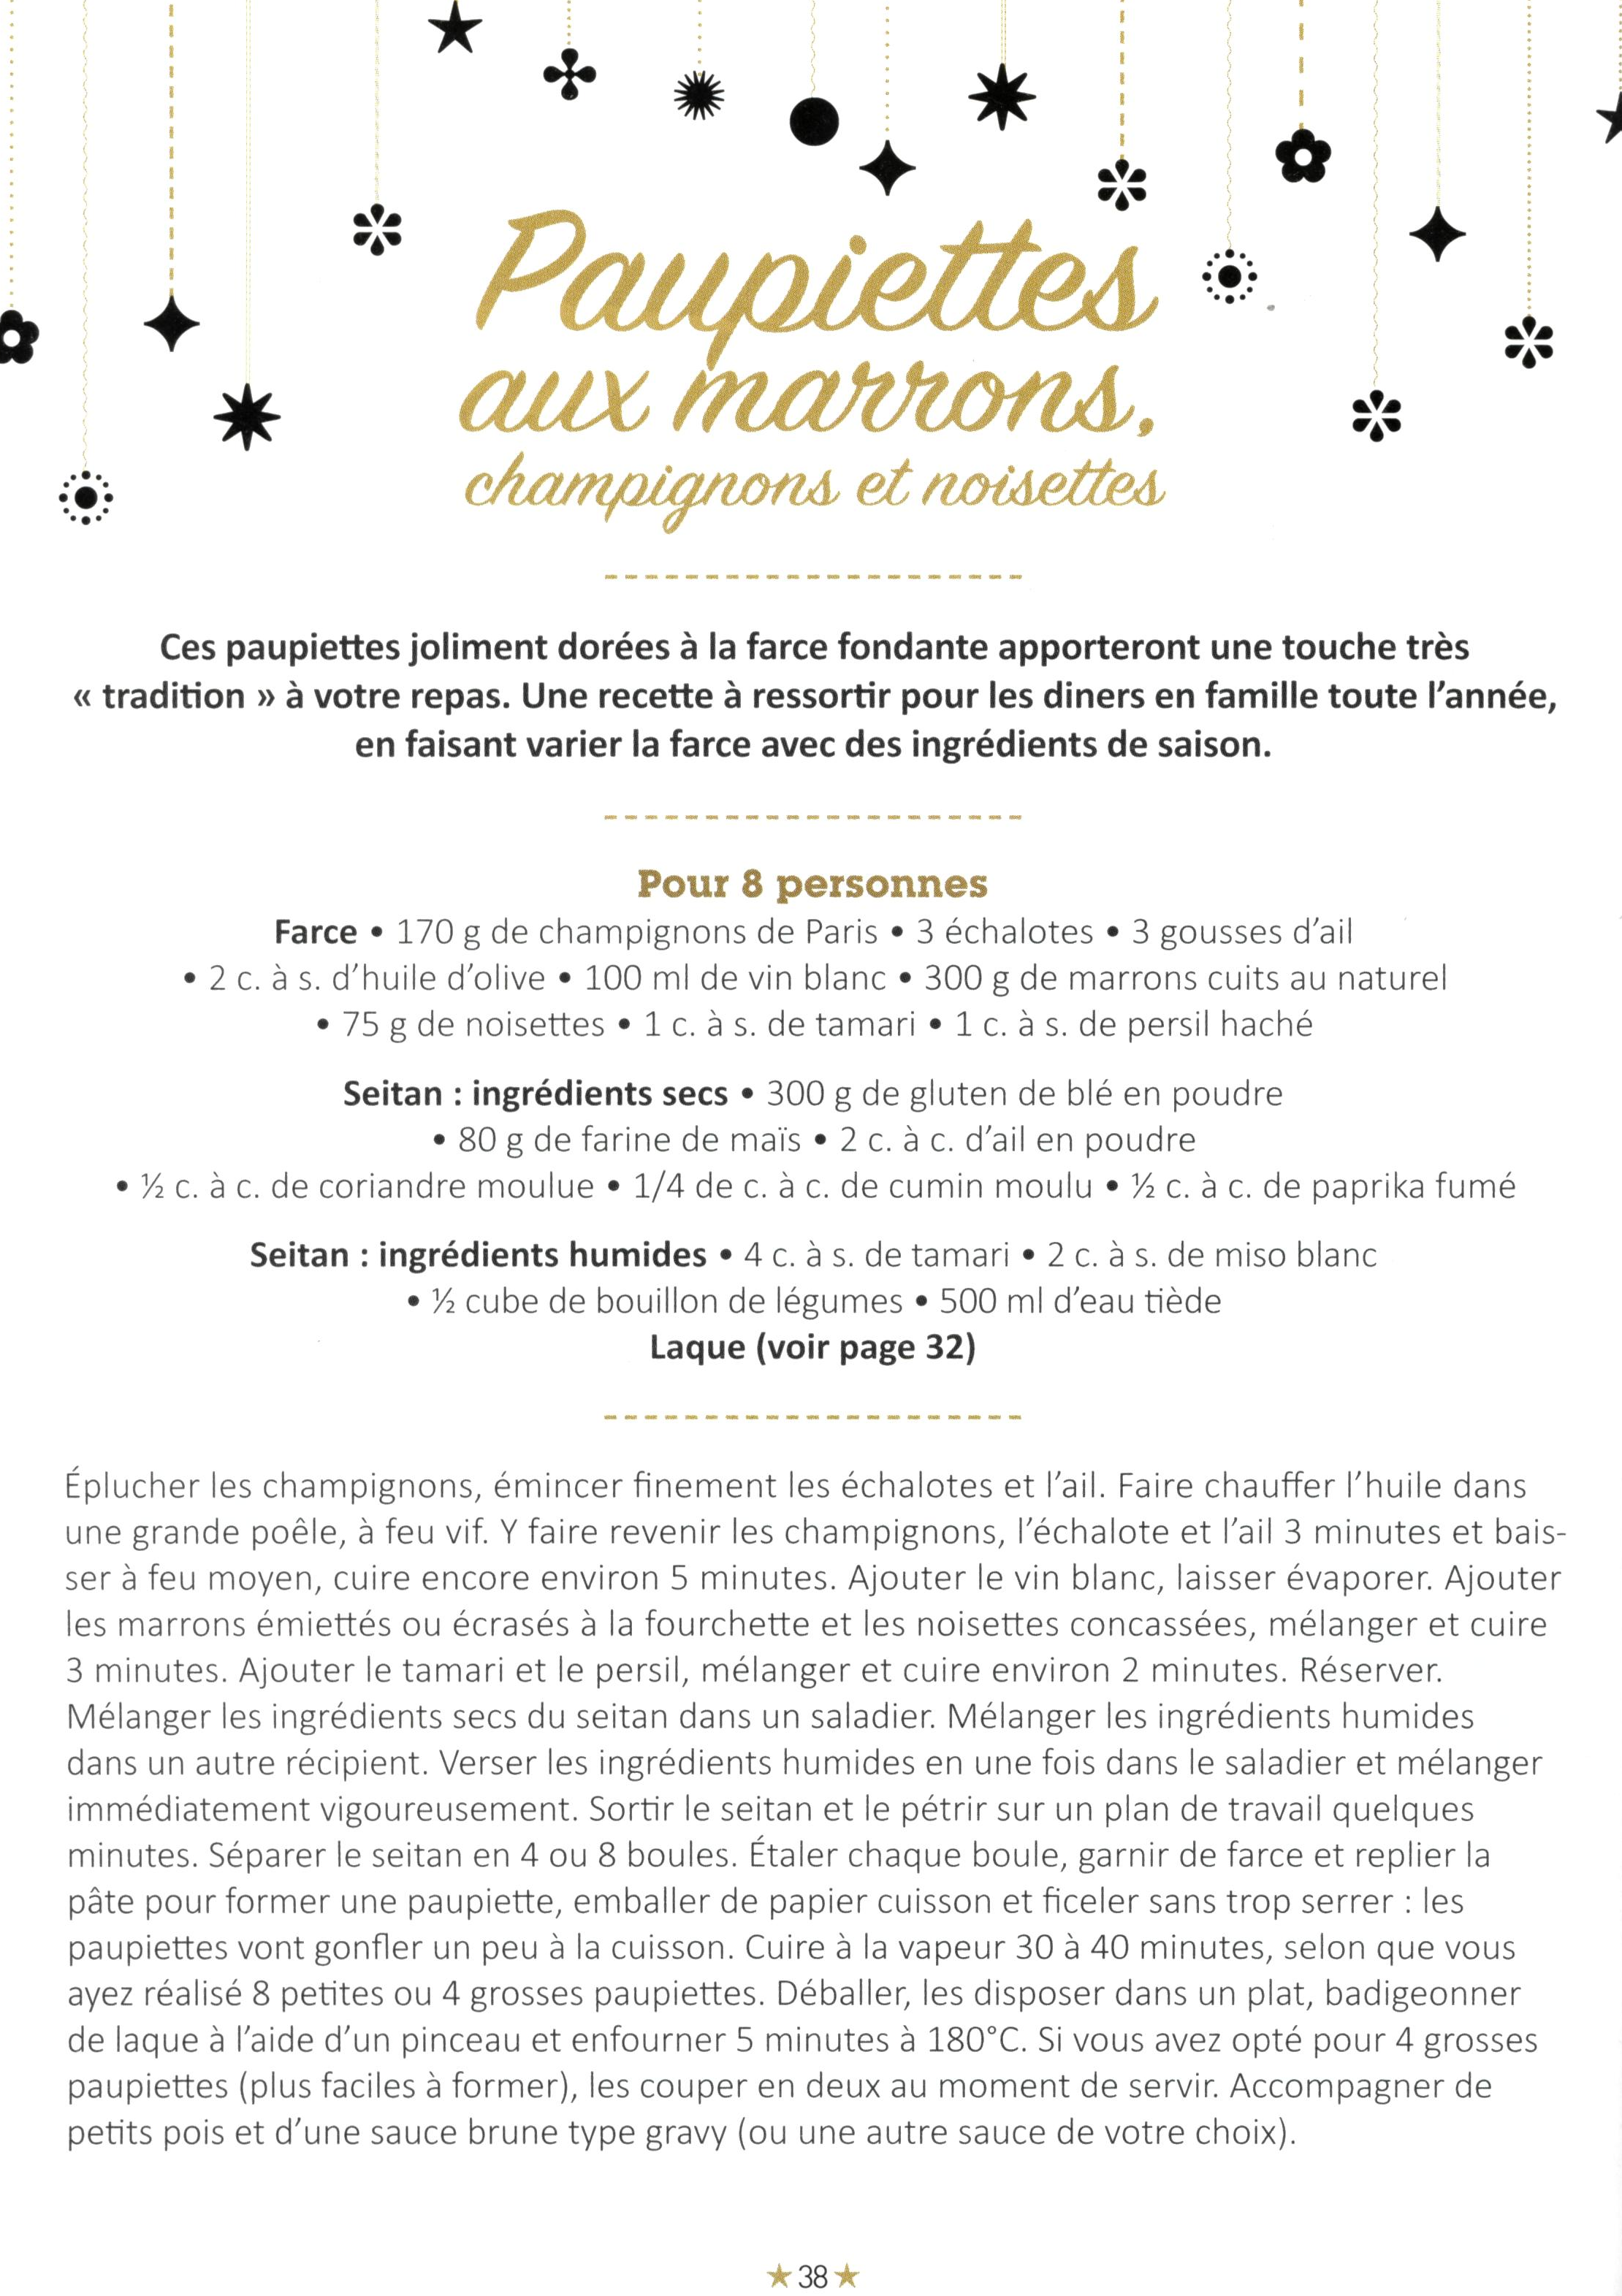 Paupiettes
aux marrons,
champignons et noisettes
Ces paupiettes joliment dorées à la farce fondante apporteront une touche très
« tradition » à votre repas. Une recette à ressortir pour les diners en famille toute l’année,
en faisant varier la farce avec des ingrédients de saison.
Pour 8 personnes
Farce • 170 g de champignons de Paris • 3 échalotes • 3 gousses d’ail
• 2 c. à s. d’huile d’olive • 100 ml de vin blanc • 300 g de marrons cuits au naturel
• 75 g de noisettes • 1 c. à s. de tamari • 1 c. à s. de persil haché
Seitan : ingrédients secs • 300 g de gluten de blé en poudre
• 80 g de farine de maïs • 2 c. à c. d’ail en poudre
• ½ c. à c. de coriandre moulue • 1/4 de c. à c. de cumin moulu • ½ c. à c. de paprika fumé
Seitan : ingrédients humides • 4 c. à s. de tamari • 2 c. à s. de miso blanc
• ½ cube de bouillon de légumes • 500 ml d’eau tiède
Laque (voir page 32)
Éplucher les champignons, émincer finement les échalotes et l’ail. Faire chauffer l’huile dans
une grande poêle, à feu vif. Y faire revenir les champignons, l’échalote et l’ail 3 minutes et bais-
ser à feu moyen, cuire encore environ 5 minutes. Ajouter le vin blanc, laisser évaporer. Ajouter
les marrons émiettés ou écrasés à la fourchette et les noisettes concassées, mélanger et cuire
3 minutes. Ajouter le tamari et le persil, mélanger et cuire environ 2 minutes. Réserver.
Mélanger les ingrédients secs du seitan dans un saladier. Mélanger les ingrédients humides
dans un autre récipient. Verser les ingrédients humides en une fois dans le saladier et mélanger
immédiatement vigoureusement. Sortir le seitan et le pétrir sur un plan de travail quelques
minutes. Séparer le seitan en 4 ou 8 boules. Étaler chaque boule, garnir de farce et replier la
pâte pour former une paupiette, emballer de papier cuisson et ficeler sans trop serrer : les
paupiettes vont gonfler un peu à la cuisson. Cuire à la vapeur 30 à 40 minutes, selon que vous
ayez réalisé 8 petites ou 4 grosses paupiettes. Déballer, les disposer dans un plat, badigeonner
de laque à l’aide d’un pinceau et enfourner 5 minutes à 180°C. Si vous avez opté pour 4 grosses
paupiettes (plus faciles à former), les couper en deux au moment de servir. Accompagner de
petits pois et d’une sauce brune type gravy (ou une autre sauce de votre choix).
38